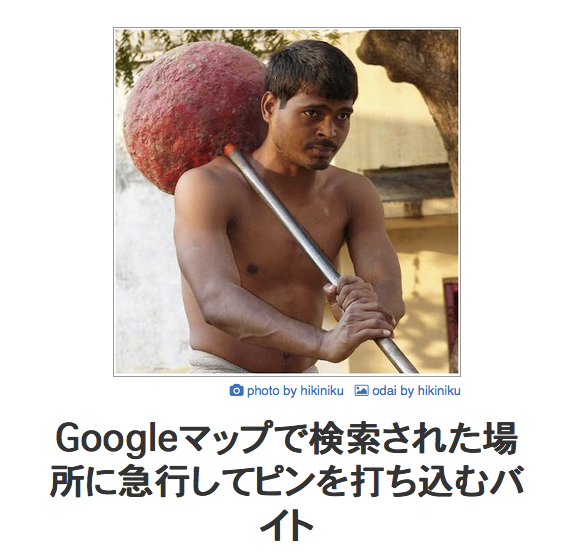 photo by hikiniku odai by hikiniku
Googleマップで検索された場
所に急行してピンを打ち込むバ
イト